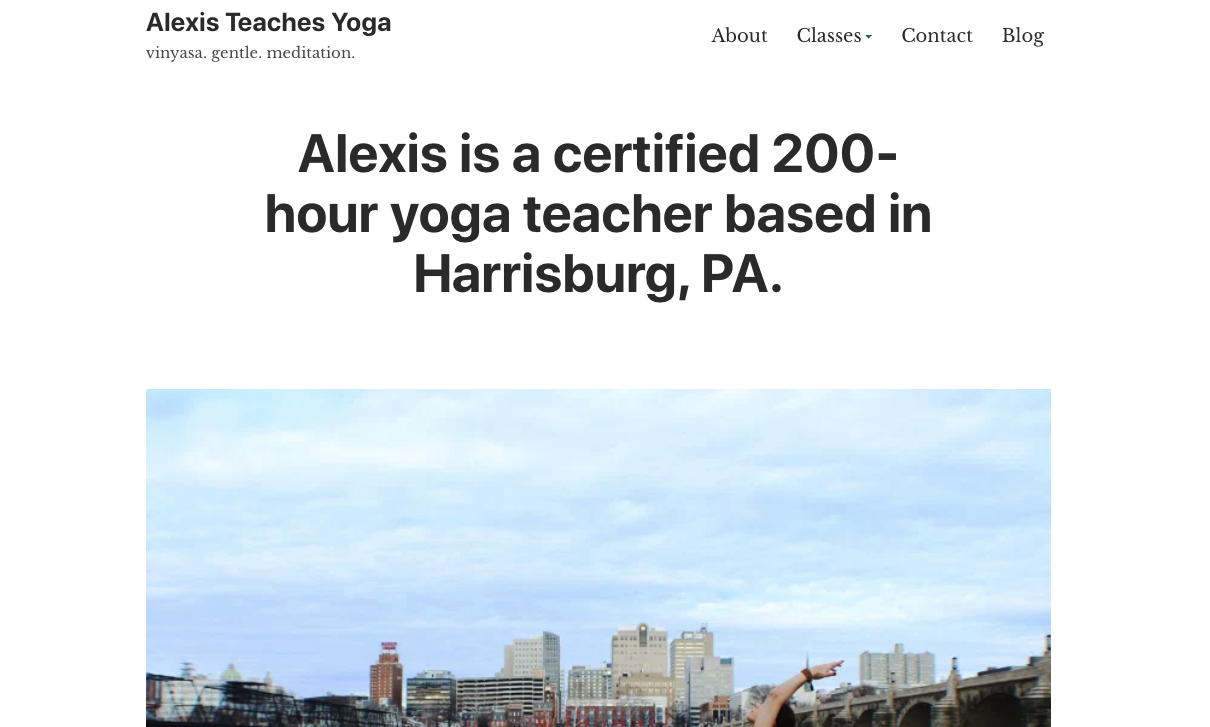 Alexis Teaches Yoga
vinyasa. gentle. meditation.
About Classes Contact Blog
Alexis is a certified 200-
hour yoga teacher based in
Harrisburg, PA.